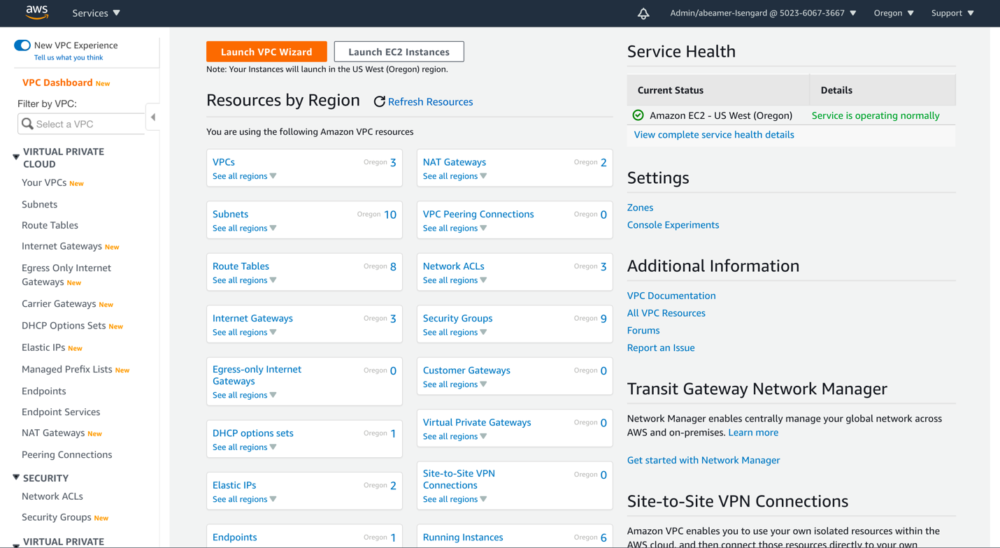 aws
Services
Admin/abeamer-Isengard @ 5023-6067-3667
Oregon
Support
New VPC Experience
Tell us what you think
VPC Dashboard New
Filter by VPC:
Select a VPC
VIRTUAL PRIVATE
CLOUD
Your VPCs New
Subnets
Route Tables
Internet Gateways New
Egress Only Internet
Gateways New
Carrier Gateways New
DHCP Options Sets New
Elastic IPs New
Managed Prefix Lists New
Endpoints
Endpoint Services
NAT Gateways New
Peering Connections
SECURITY
Network ACLs
Security Groups New
VIRTUAL PRIVATE
Launch VPC Wizard
Launch EC2 Instances
Note: Your Instances will launch in the US West (Oregon) region.
Resources by Region
Refresh Resources
You are using the following Amazon VPC resources
VPCs Oregon 3
See all regions
Subnets Oregon 10
See all regions
Route Tables Oregon 8
See all regions
Internet Gateways Oregon 3
See all regions
Egress-only Internet Oregon 0
Gateways
See all regions
DHCP options sets Oregon 1
See all regions
Elastic IPs Oregon 2
See all regions
Endpoints Oregon 1
NAT Gateways Oregon 2
See all regions
VPC Peering Connections Oregon 0
See all regions
Network ACLs Oregon 3
See all regions
Security Groups Oregon 9
See all regions
Customer Gateways Oregon 0
See all regions
Virtual Private Gateways Oregon 0
See all regions
Site-to-Site VPN Oregon 0
Connections
See all regions
Running Instances Oregon 6
Service Health
Current Status Details
Amazon EC2 - US West (Oregon) Service is operating normally
View complete service health details
Settings
Zones
Console Experiments
Additional Information
VPC Documentation
All VPC Resources
Forums
Report an Issue
Transit Gateway Network Manager
Network Manager enables centrally manage your global network across
AWS and on-premises. Learn more
Get started with Network Manager
Site-to-Site VPN Connections
Amazon VPC enables you to use your own isolated resources within the
AWS cloud, and then connect those resources directly to your own